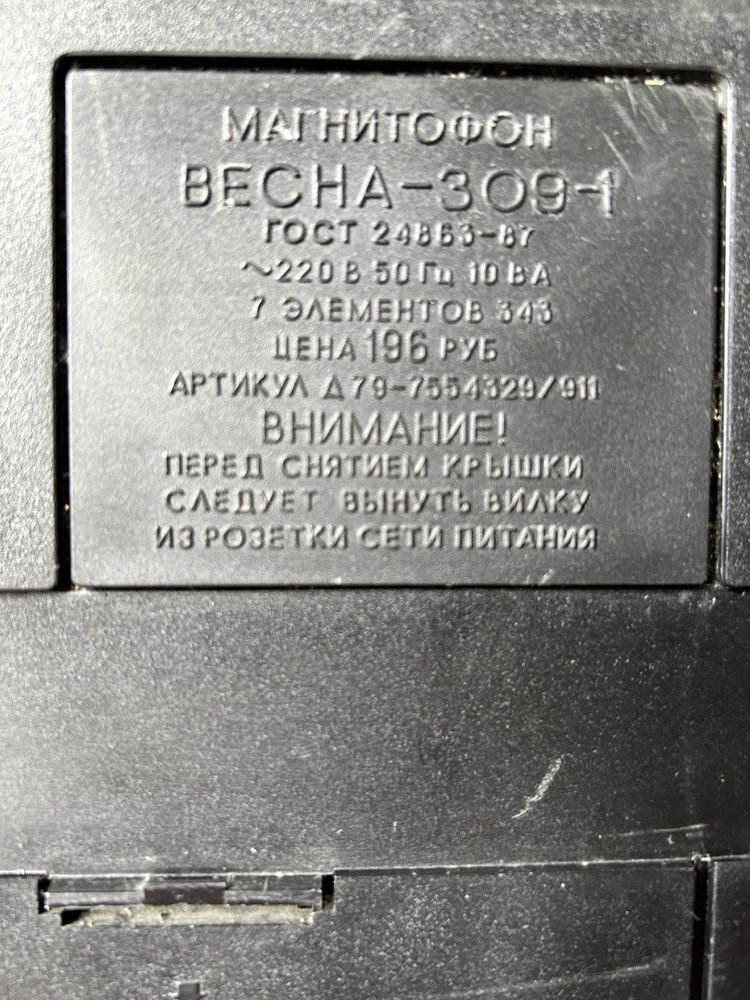 МАГНИТОФОН
ВЕСНА-309-1
ГОСТ 24863-87
~220 В 50 Гц 10 ВА
7 ЭЛЕМЕНТОВ 343
ЦЕНА 196 РУБ
АРТИКУЛ Д79-7554329/911
ВНИМАНИЕ!
ПЕРЕД СНЯТИЕМ КРЫШКИ
СЛЕДУЕТ ВЫНУТЬ ВИЛКУ
ИЗ РОЗЕТКИ СЕТИ ПИТАНИЯ